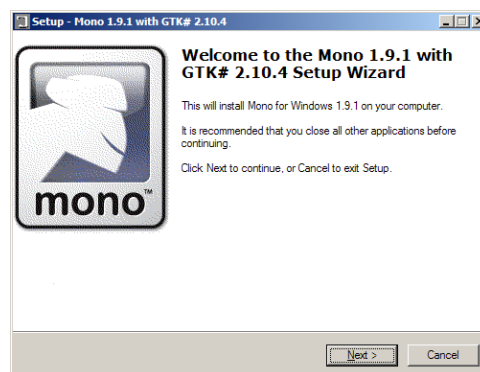 Setup - Mono 1.9.1 with GTK# 2.10.4
Welcome to the Mono 1.9.1 with
GTK# 2.10.4 Setup Wizard
This will install Mono for Windows 1.9.1 on your computer.
It is recommended that you close all other applications before
continuing.
Click Next to continue, or Cancel to exit Setup.
mono™
Next >
Cancel